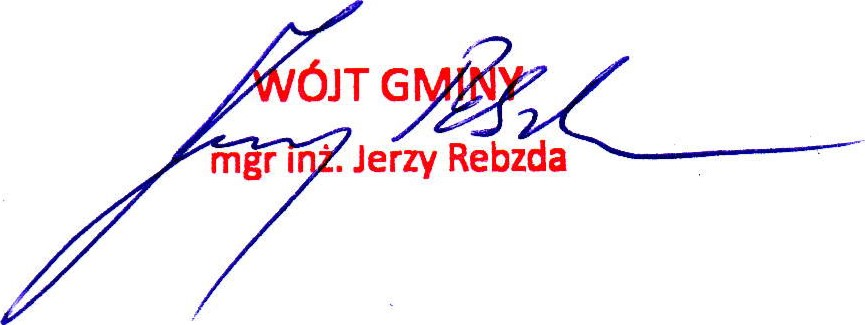 WÓJT GMINY
mgr inż. Jerzy Rebzda